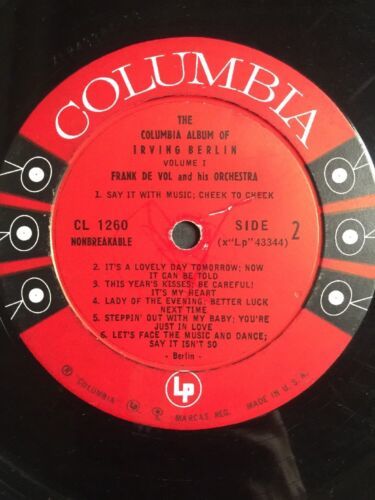 COLUMBIA
THE
COLUMBIA ALBUM OF
IRVING BERLIN
VOLUME I
FRANK DE VOL and his ORCHESTRA
1. SAY IT WITH MUSIC; CHEEK TO CHEEK
CL 1260
NONBREAKABLE
SIDE 2
(x"Lp"43344)
2. IT'S A LOVELY DAY TOMORROW; NOW
IT CAN BE TOLD
3. THIS YEAR'S KISSES; BE CAREFUL!
IT'S MY HEART
4. LADY OF THE EVENING; BETTER LUCK
NEXT TIME
5. STEPPIN' OUT WITH MY BABY; YOU'RE
JUST IN LOVE
6. LET'S FACE THE MUSIC AND DANCE;
SAY IT ISN'T SO
- Berlin -
Lp
® "COLUMBIA" MARCAS REG. MADE IN U.S.A.